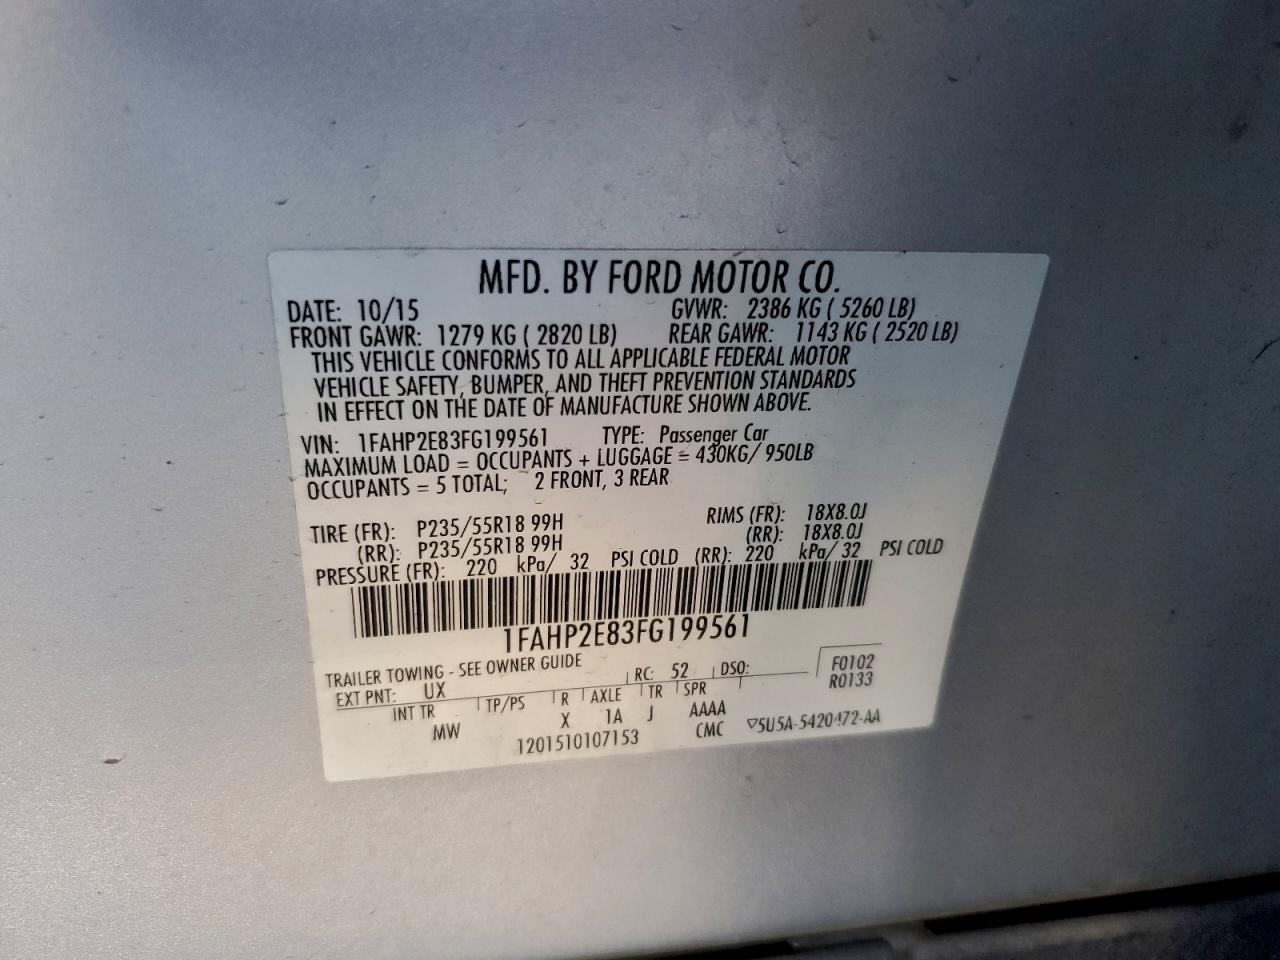 MFD. BY FORD MOTOR CO.
DATE: 10/15 GVWR: 2386 KG ( 5260 LB)
FRONT GAWR: 1279 KG ( 2820 LB) REAR GAWR: 1143 KG ( 2520 LB)
THIS VEHICLE CONFORMS TO ALL APPLICABLE FEDERAL MOTOR
VEHICLE SAFETY, BUMPER, AND THEFT PREVENTION STANDARDS
IN EFFECT ON THE DATE OF MANUFACTURE SHOWN ABOVE.
VIN: 1FAHP2E83FG199561 TYPE: Passenger Car
MAXIMUM LOAD = OCCUPANTS + LUGGAGE = 430KG/ 950LB
OCCUPANTS = 5 TOTAL; 2 FRONT, 3 REAR
TIRE (FR): P235/55R18 99H RIMS (FR): 18X8.0J
(RR): P235/55R18 99H (RR): 18X8.0J
PRESSURE (FR): 220 kPa/ 32 PSI COLD (RR): 220 kPa/ 32 PSI COLD
1FAHP2E83FG199561
TRAILER TOWING - SEE OWNER GUIDE
EXT PNT: UX RC: 52 DSO: F0102
R0133
INT TR TP/PS R AXLE TR SPR
MW X 1A J AAAA
1201510107153 CMC ▽5U5A-5420472-AA